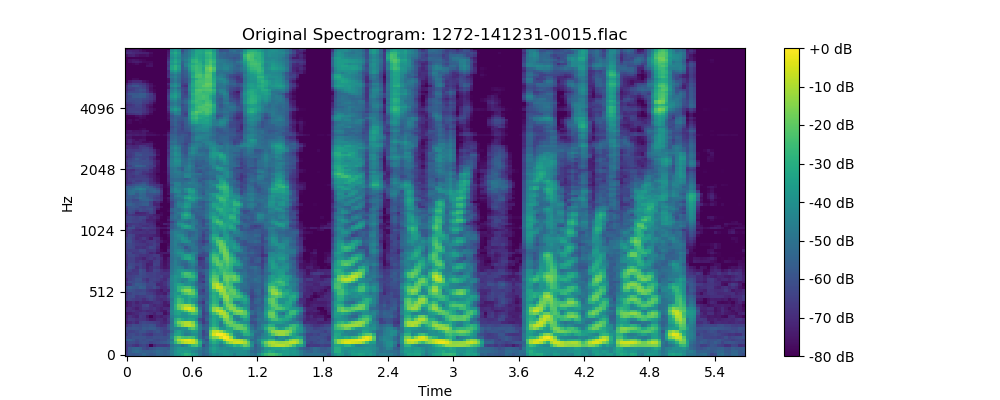 Original Spectrogram: 1272-141231-0015.flac
+0 dB
-10 dB
-20 dB
-30 dB
-40 dB
-50 dB
-60 dB
-70 dB
-80 dB
4096
2048
1024
512
0
Hz
0 0.6 1.2 1.8 2.4 3 3.6 4.2 4.8 5.4
Time